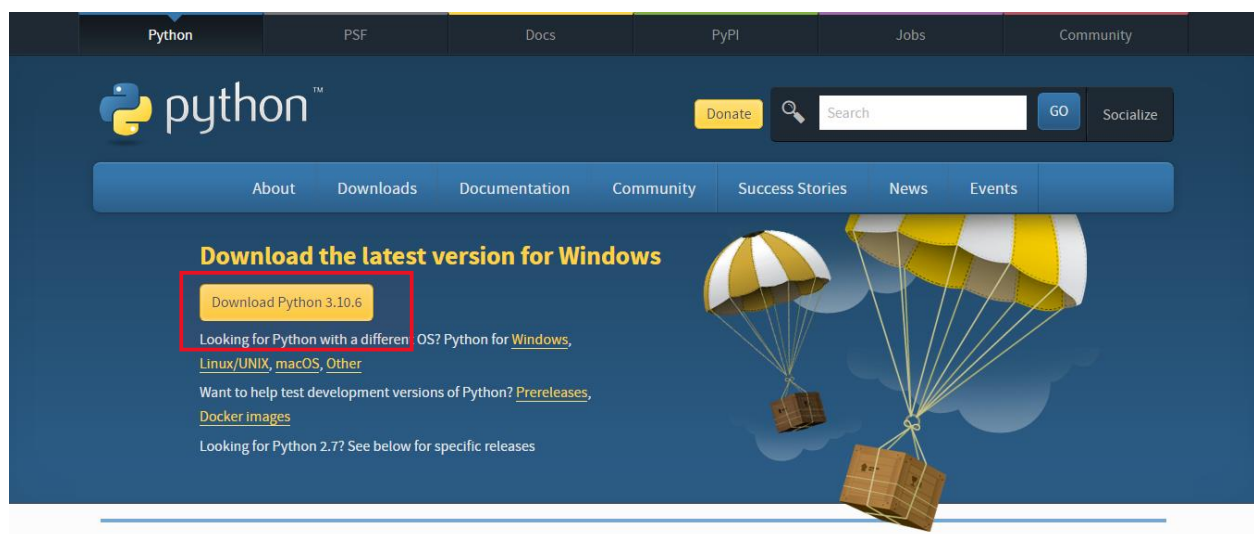 Python PSF Docs PyPI Jobs Community
python™
Donate Search GO Socialize
About Downloads Documentation Community Success Stories News Events
Download the latest version for Windows
Download Python 3.10.6
Looking for Python with a different OS? Python for Windows,
Linux/UNIX, macOS, Other
Want to help test development versions of Python? Prereleases,
Docker images
Looking for Python 2.7? See below for specific releases